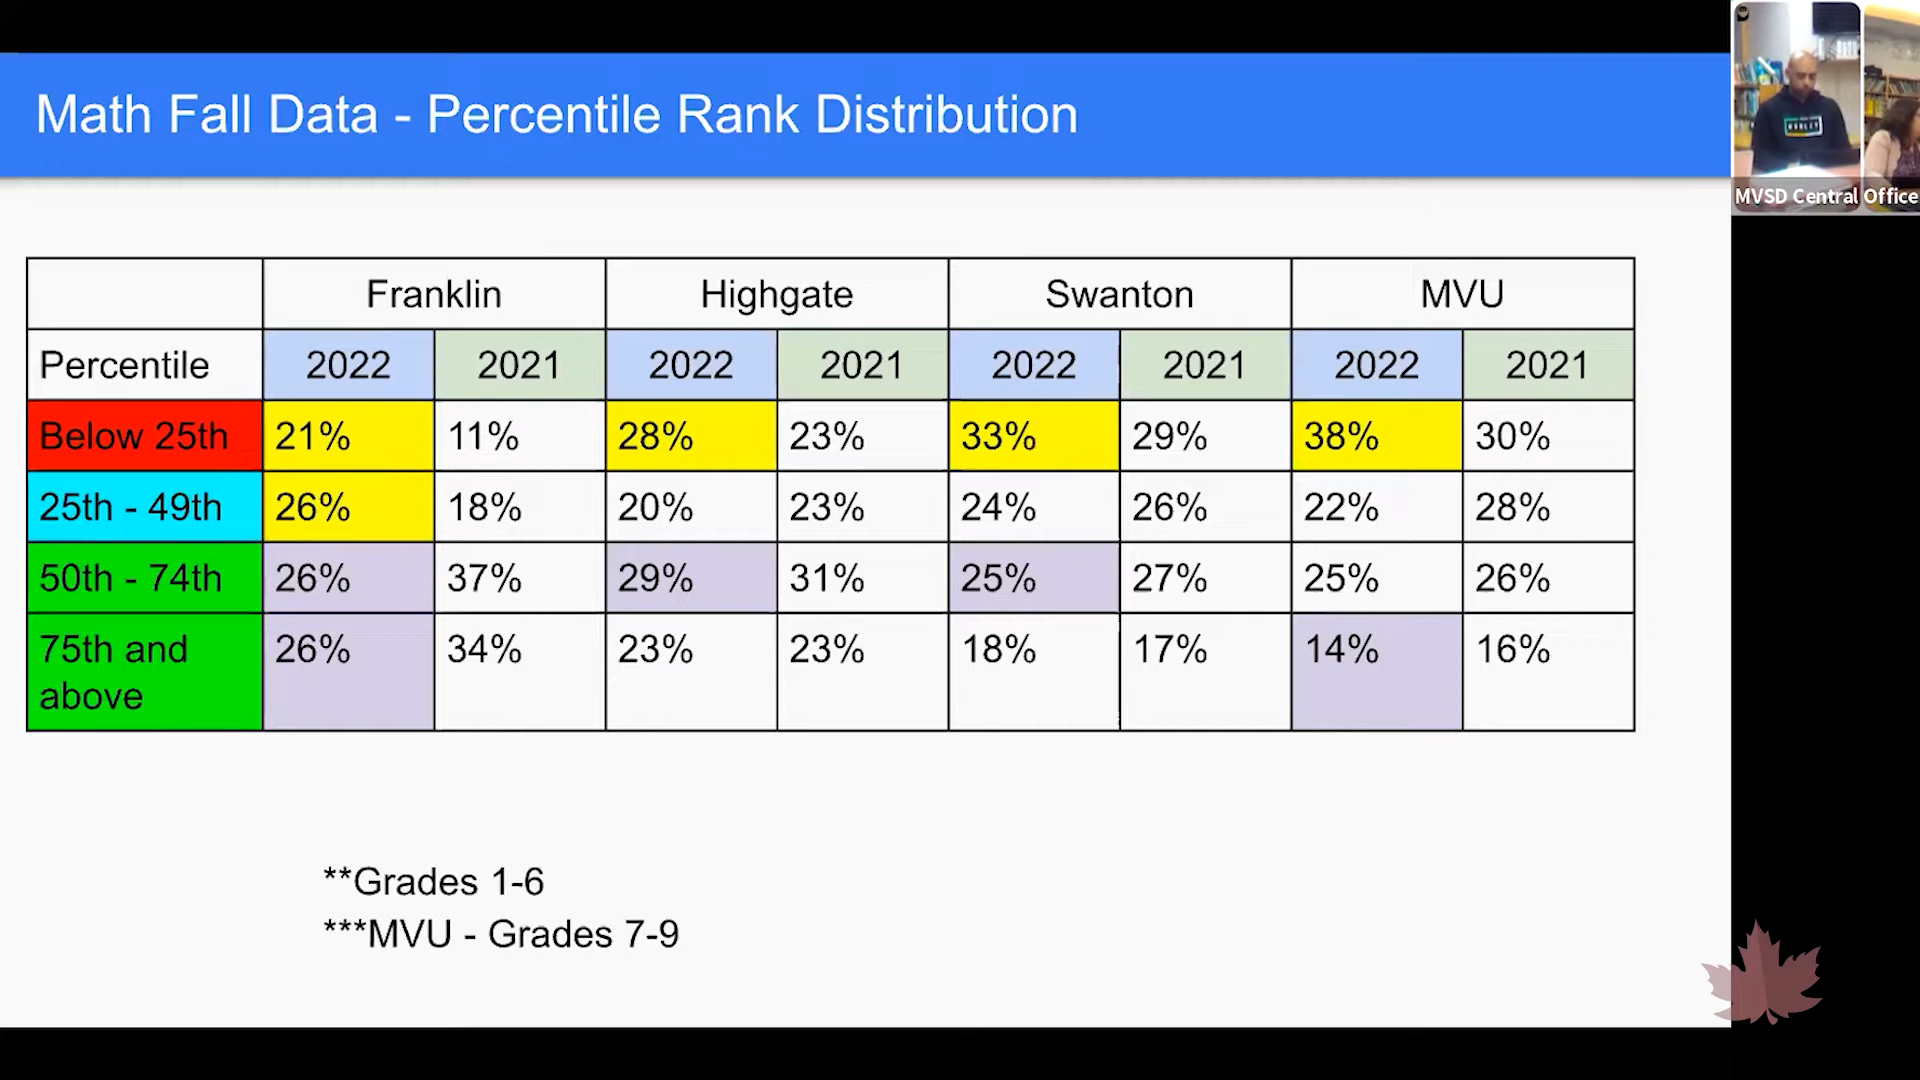 Math Fall Data - Percentile Rank Distribution
MVSD Central Office
Franklin Highgate Swanton MVU
Percentile 2022 2021 2022 2021 2022 2021 2022 2021
Below 25th 21% 11% 28% 23% 33% 29% 38% 30%
25th - 49th 26% 18% 20% 23% 24% 26% 22% 28%
50th - 74th 26% 37% 29% 31% 25% 27% 25% 26%
75th and 26% 34% 23% 23% 18% 17% 14% 16%
above
**Grades 1-6
***MVU - Grades 7-9